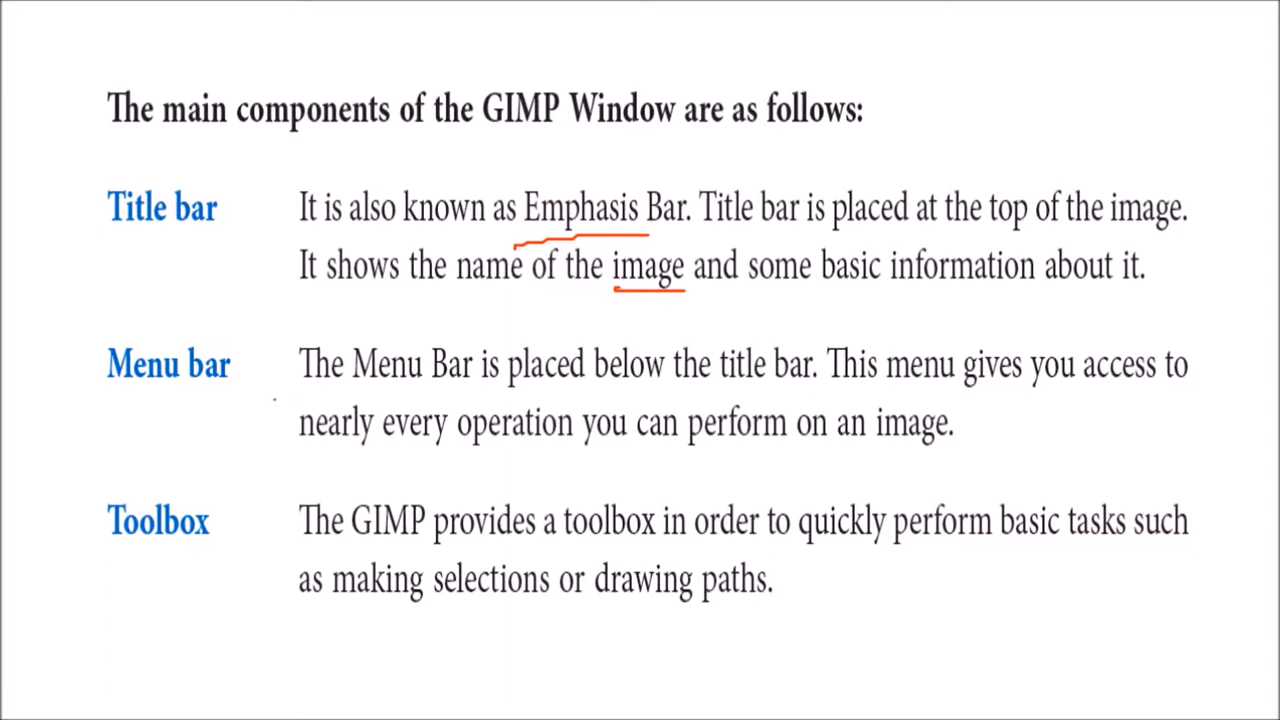 The main components of the GIMP Window are as follows:
Title bar It is also known as Emphasis Bar. Title bar is placed at the top of the image.
It shows the name of the image and some basic information about it.
Menu bar The Menu Bar is placed below the title bar. This menu gives you access to
nearly every operation you can perform on an image.
Toolbox The GIMP provides a toolbox in order to quickly perform basic tasks such
as making selections or drawing paths.